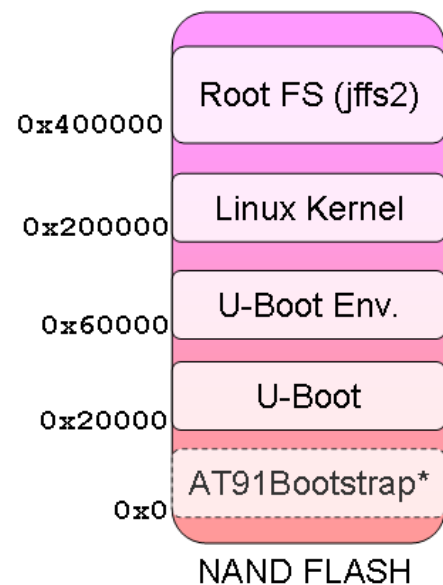 Root FS (jffs2)
0x400000
Linux Kernel
0x200000
U-Boot Env.
0x60000
U-Boot
0x20000
AT91Bootstrap*
0x0
NAND FLASH